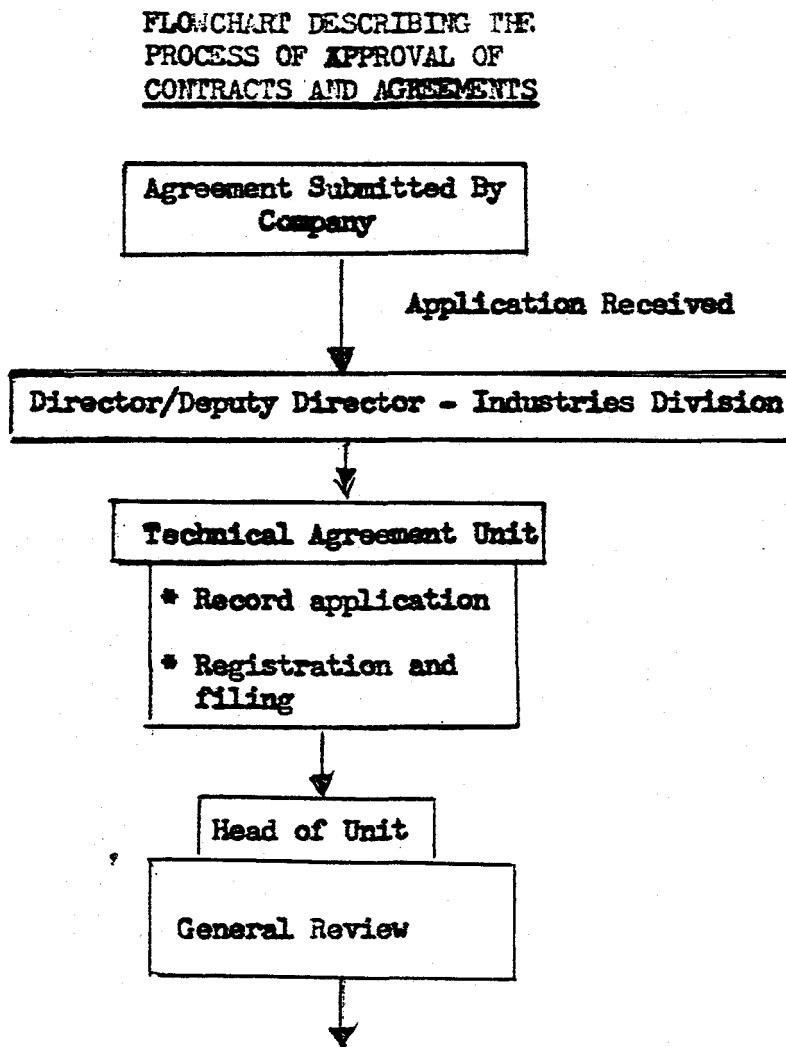 FLOWCHART DESCRIBING THE
PROCESS OF APPROVAL OF
CONTRACTS AND AGREEMENTS
Agreement Submitted By
Company
Application Received
Director/Deputy Director - Industries Division
Technical Agreement Unit
* Record application
* Registration and
filing
Head of Unit
General Review